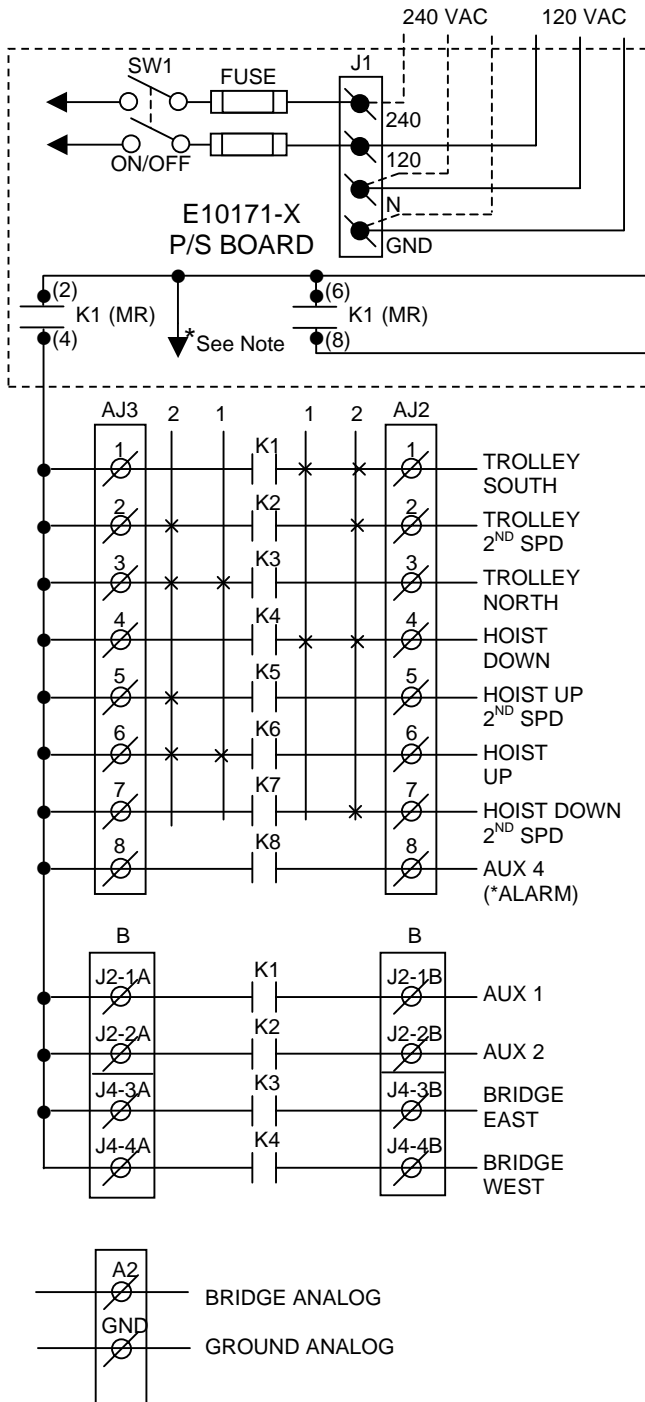 240 VAC 120 VAC
SW1 FUSE J1
240
120
ON/OFF
N
GND
E10171-X
P/S BOARD
(2) (6)
K1 (MR) K1 (MR)
(4) *See Note (8)
AJ3 2 1 1 2 AJ2
1 K1 1 TROLLEY
SOUTH
2 K2 2 TROLLEY
2ND SPD
3 K3 3 TROLLEY
NORTH
4 K4 4 HOIST
DOWN
5 K5 5 HOIST UP
2ND SPD
6 K6 6 HOIST
UP
7 K7 7 HOIST DOWN
2ND SPD
8 K8 8 AUX 4
(*ALARM)
B B
J2-1A K1 J2-1B AUX 1
J2-2A K2 J2-2B AUX 2
J4-3A K3 J4-3B BRIDGE
EAST
J4-4A K4 J4-4B BRIDGE
WEST
A2 BRIDGE ANALOG
GND GROUND ANALOG